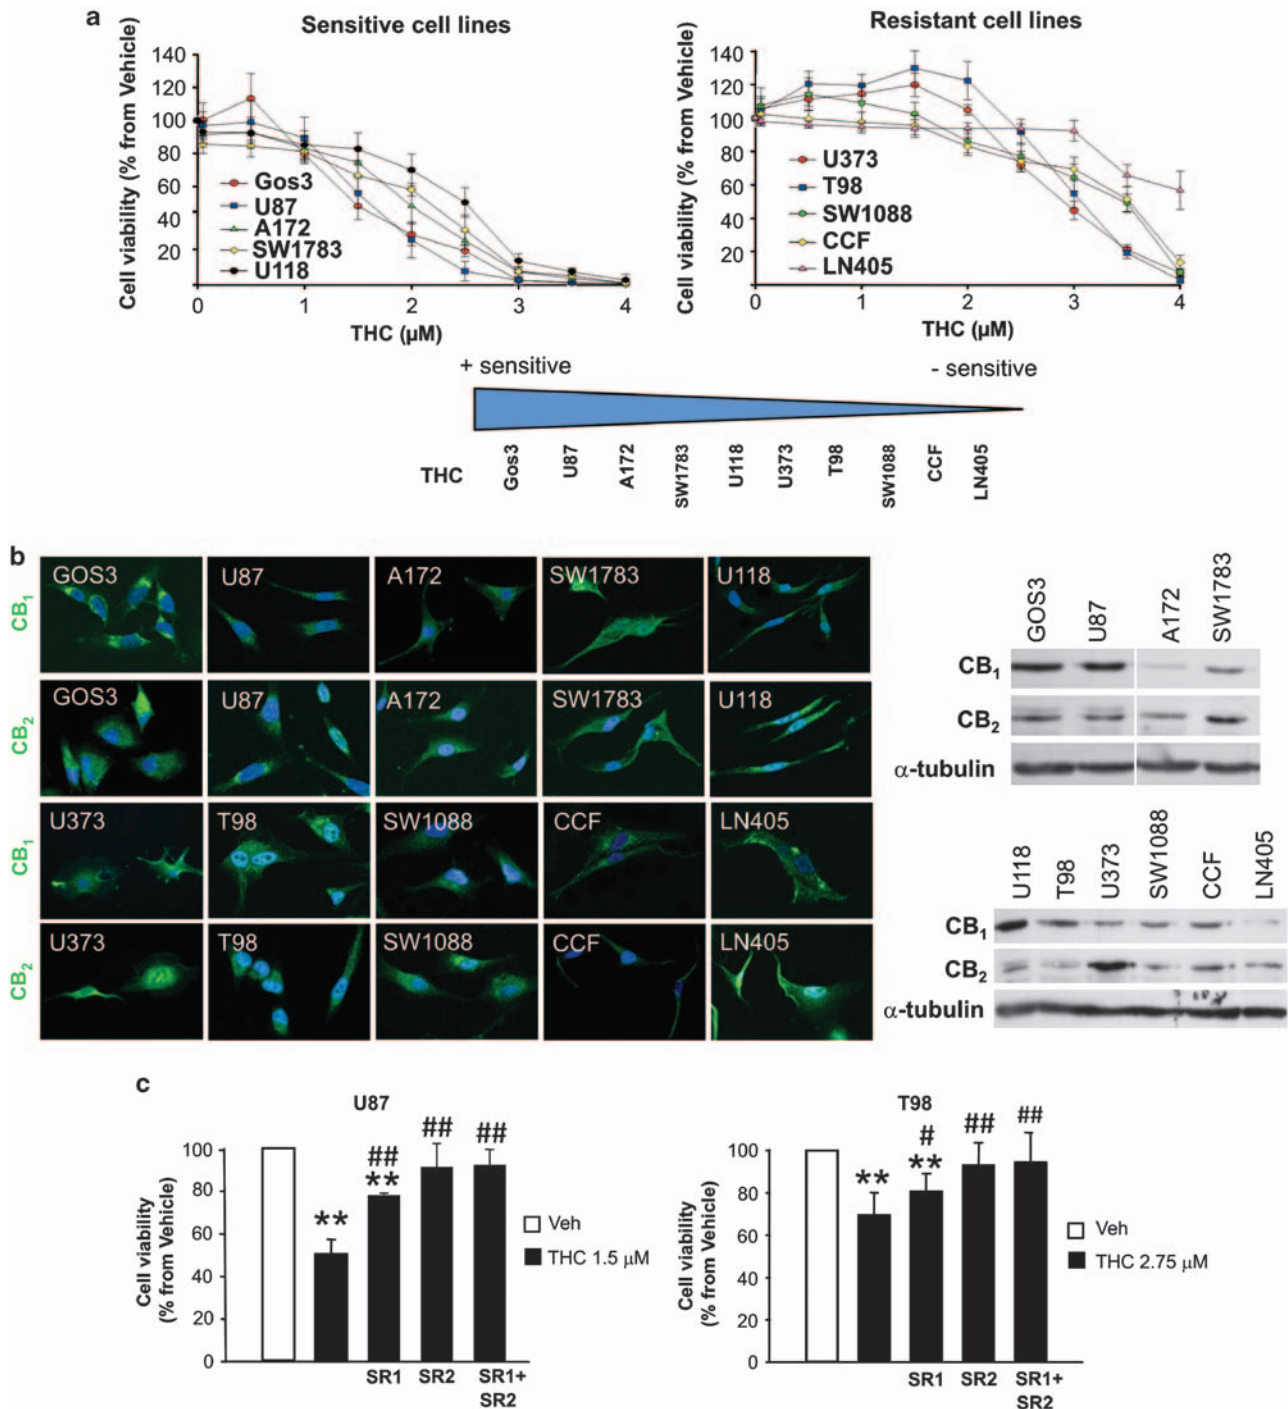 a
Sensitive cell lines
Resistant cell lines
Cell viability (% from Vehicle)
140
120
100
80
60
40
20
Gos3
U87
A172
SW1783
U118
0 1 2 3 4
THC (µM)
Cell viability (% from Vehicle)
140
120
100
80
60
40
20
U373
T98
SW1088
CCF
LN405
0 1 2 3 4
THC (µM)
+ sensitive
- sensitive
THC Gos3 U87 A172 SW1783 U118 U373 T98 SW1088 CCF LN405
b
CB1 GOS3 U87 A172 SW1783 U118
CB2 GOS3 U87 A172 SW1783 U118
CB1 U373 T98 SW1088 CCF LN405
CB2 U373 T98 SW1088 CCF LN405
GOS3 U87 A172 SW1783
CB1
CB2
α-tubulin
U118 T98 U373 SW1088 CCF LN405
CB1
CB2
α-tubulin
c
U87
Cell viability
(% from Vehicle)
100
80
60
40
20
0
**
##
**
##
##
SR1 SR2 SR1+
SR2
Veh
THC 1.5 µM
T98
Cell viability
(% from Vehicle)
100
80
60
40
20
0
**
#
**
##
##
SR1 SR2 SR1+
SR2
Veh
THC 2.75 µM